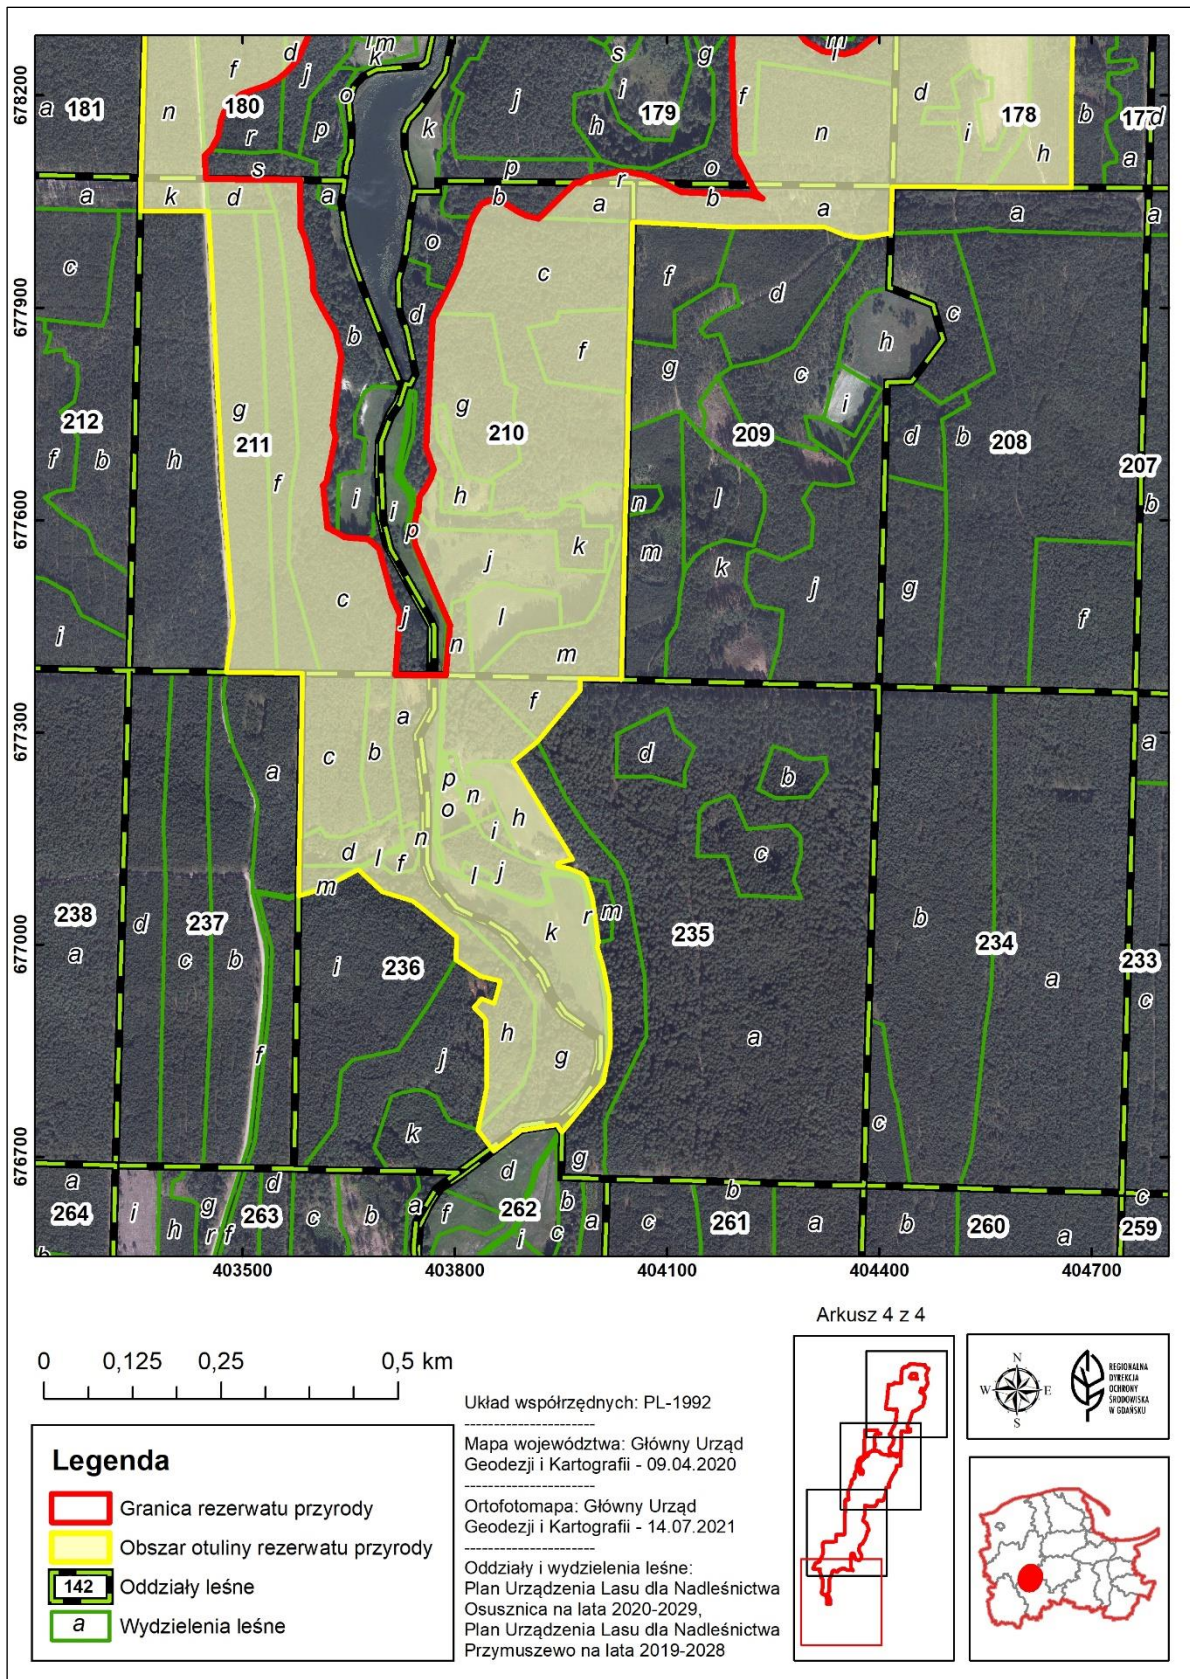 181
180
179
178
177
212
211
210
209
208
207
238
237
236
235
234
233
264
263
262
261
260
259
678200
677900
677600
677300
677000
676700
403500
403800
404100
404400
404700
Arkusz 4 z 4
0 0,125 0,25 0,5 km
Legenda
Granica rezerwatu przyrody
Obszar otuliny rezerwatu przyrody
142 Oddziały leśne
a Wydzielenia leśne
Układ współrzędnych: PL-1992
----------------------
Mapa województwa: Główny Urząd
Geodezji i Kartografii - 09.04.2020
----------------------
Ortofotomapa: Główny Urząd
Geodezji i Kartografii - 14.07.2021
----------------------
Oddziały i wydzielenia leśne:
Plan Urządzenia Lasu dla Nadleśnictwa
Osusznica na lata 2020-2029,
Plan Urządzenia Lasu dla Nadleśnictwa
Przymuszewo na lata 2019-2028
N
W E
S
REGIONALNA
DYREKCJA
OCHRONY
ŚRODOWISKA
W GDAŃSKU